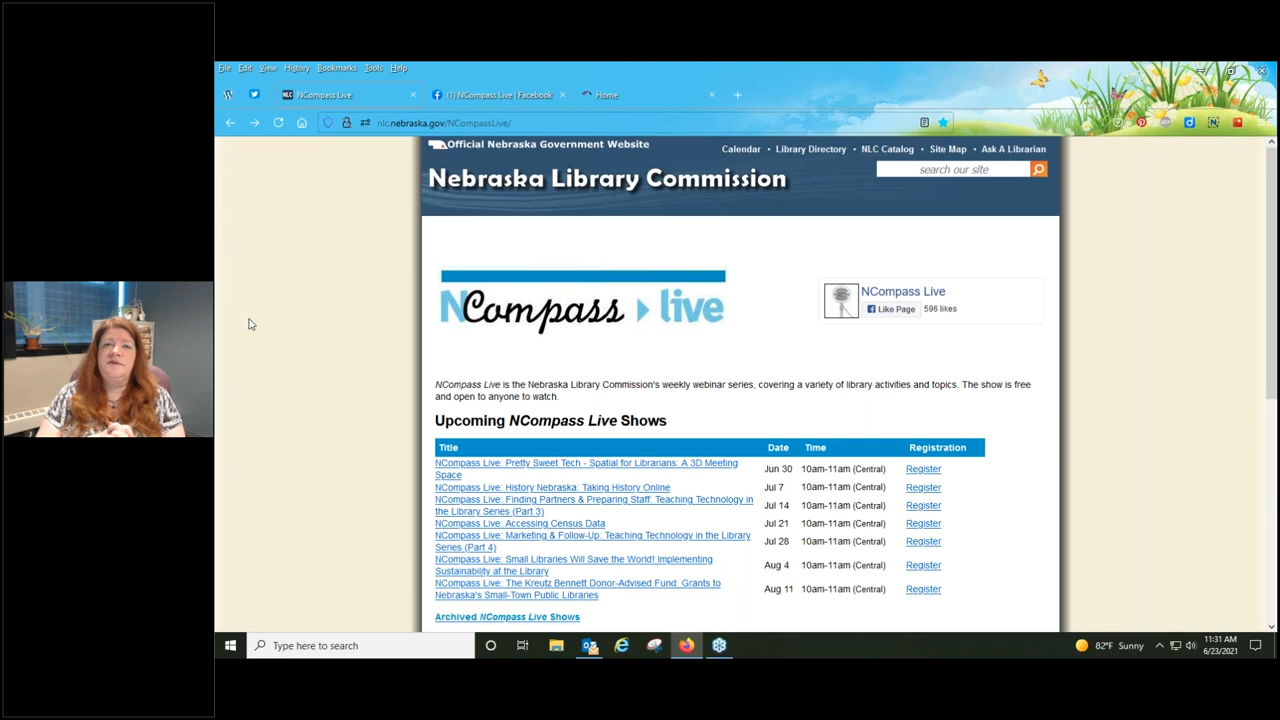 File Edit View History Bookmarks Tools Help
NLC NCompass Live × (1) NCompass Live | Facebook × Home × +
nlc.nebraska.gov/NCompassLive/
Official Nebraska Government Website
Calendar • Library Directory • NLC Catalog • Site Map • Ask A Librarian
Nebraska Library Commission
search our site
NCompass live
NCompass Live
Like Page 596 likes
NCompass Live is the Nebraska Library Commission's weekly webinar series, covering a variety of library activities and topics. The show is free
and open to anyone to watch.
Upcoming NCompass Live Shows
Title Date Time Registration
NCompass Live: Pretty Sweet Tech - Spatial for Librarians: A 3D Meeting
Space Jun 30 10am-11am (Central) Register
NCompass Live: History Nebraska: Taking History Online Jul 7 10am-11am (Central) Register
NCompass Live: Finding Partners & Preparing Staff: Teaching Technology in
the Library Series (Part 3) Jul 14 10am-11am (Central) Register
NCompass Live: Accessing Census Data Jul 21 10am-11am (Central) Register
NCompass Live: Marketing & Follow-Up: Teaching Technology in the Library
Series (Part 4) Jul 28 10am-11am (Central) Register
NCompass Live: Small Libraries Will Save the World! Implementing
Sustainability at the Library Aug 4 10am-11am (Central) Register
NCompass Live: The Kreutz Bennett Donor-Advised Fund: Grants to
Nebraska's Small-Town Public Libraries Aug 11 10am-11am (Central) Register
Archived NCompass Live Shows
Type here to search
82°F Sunny
11:31 AM
6/23/2021